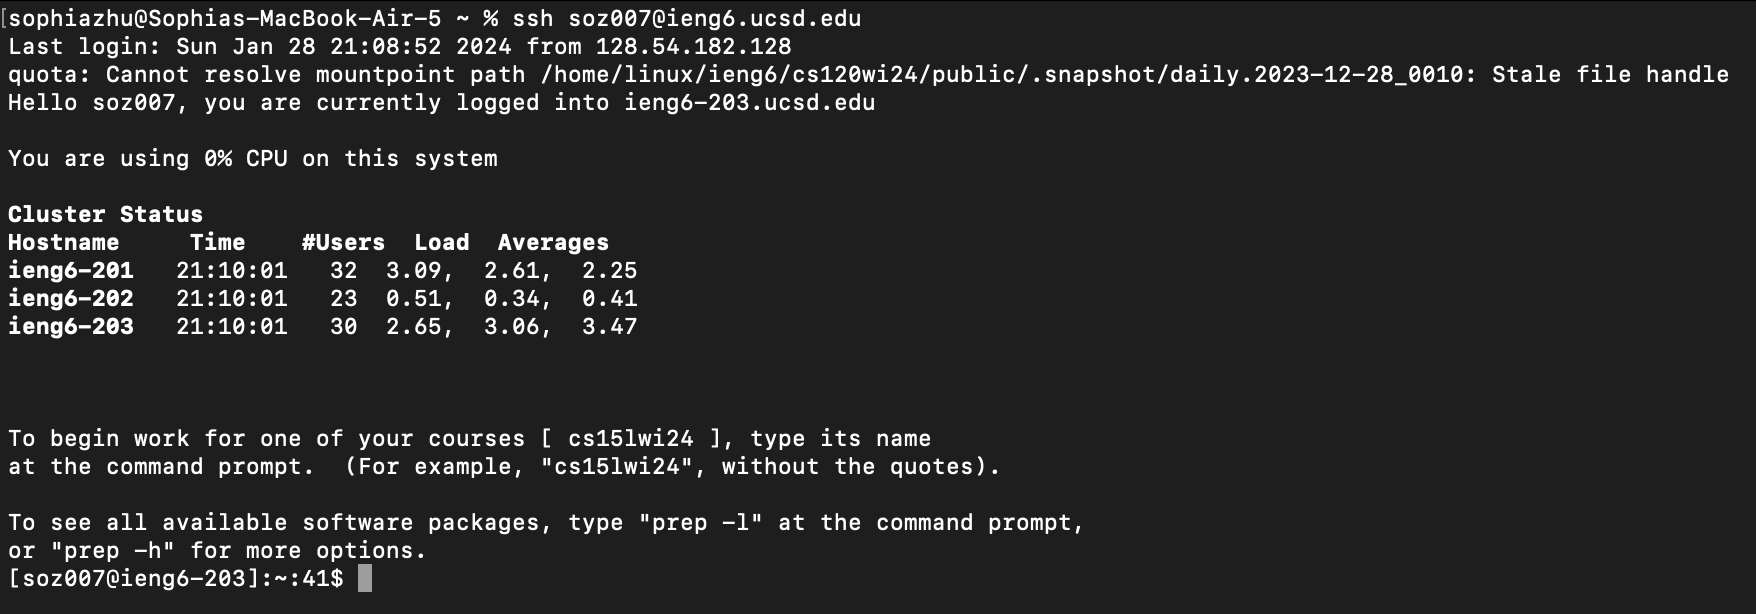 [sophiazhu@Sophias-MacBook-Air-5 ~ % ssh soz007@ieng6.ucsd.edu
Last login: Sun Jan 28 21:08:52 2024 from 128.54.182.128
quota: Cannot resolve mountpoint path /home/linux/ieng6/cs120wi24/public/.snapshot/daily.2023-12-28_0010: Stale file handle
Hello soz007, you are currently logged into ieng6-203.ucsd.edu
You are using 0% CPU on this system
Cluster Status
Hostname     Time    #Users  Load  Averages
ieng6-201   21:10:01   32  3.09,  2.61,  2.25
ieng6-202   21:10:01   23  0.51,  0.34,  0.41
ieng6-203   21:10:01   30  2.65,  3.06,  3.47
To begin work for one of your courses [ cs15lwi24 ], type its name
at the command prompt.  (For example, "cs15lwi24", without the quotes).
To see all available software packages, type "prep -l" at the command prompt,
or "prep -h" for more options.
[soz007@ieng6-203]:~:41$